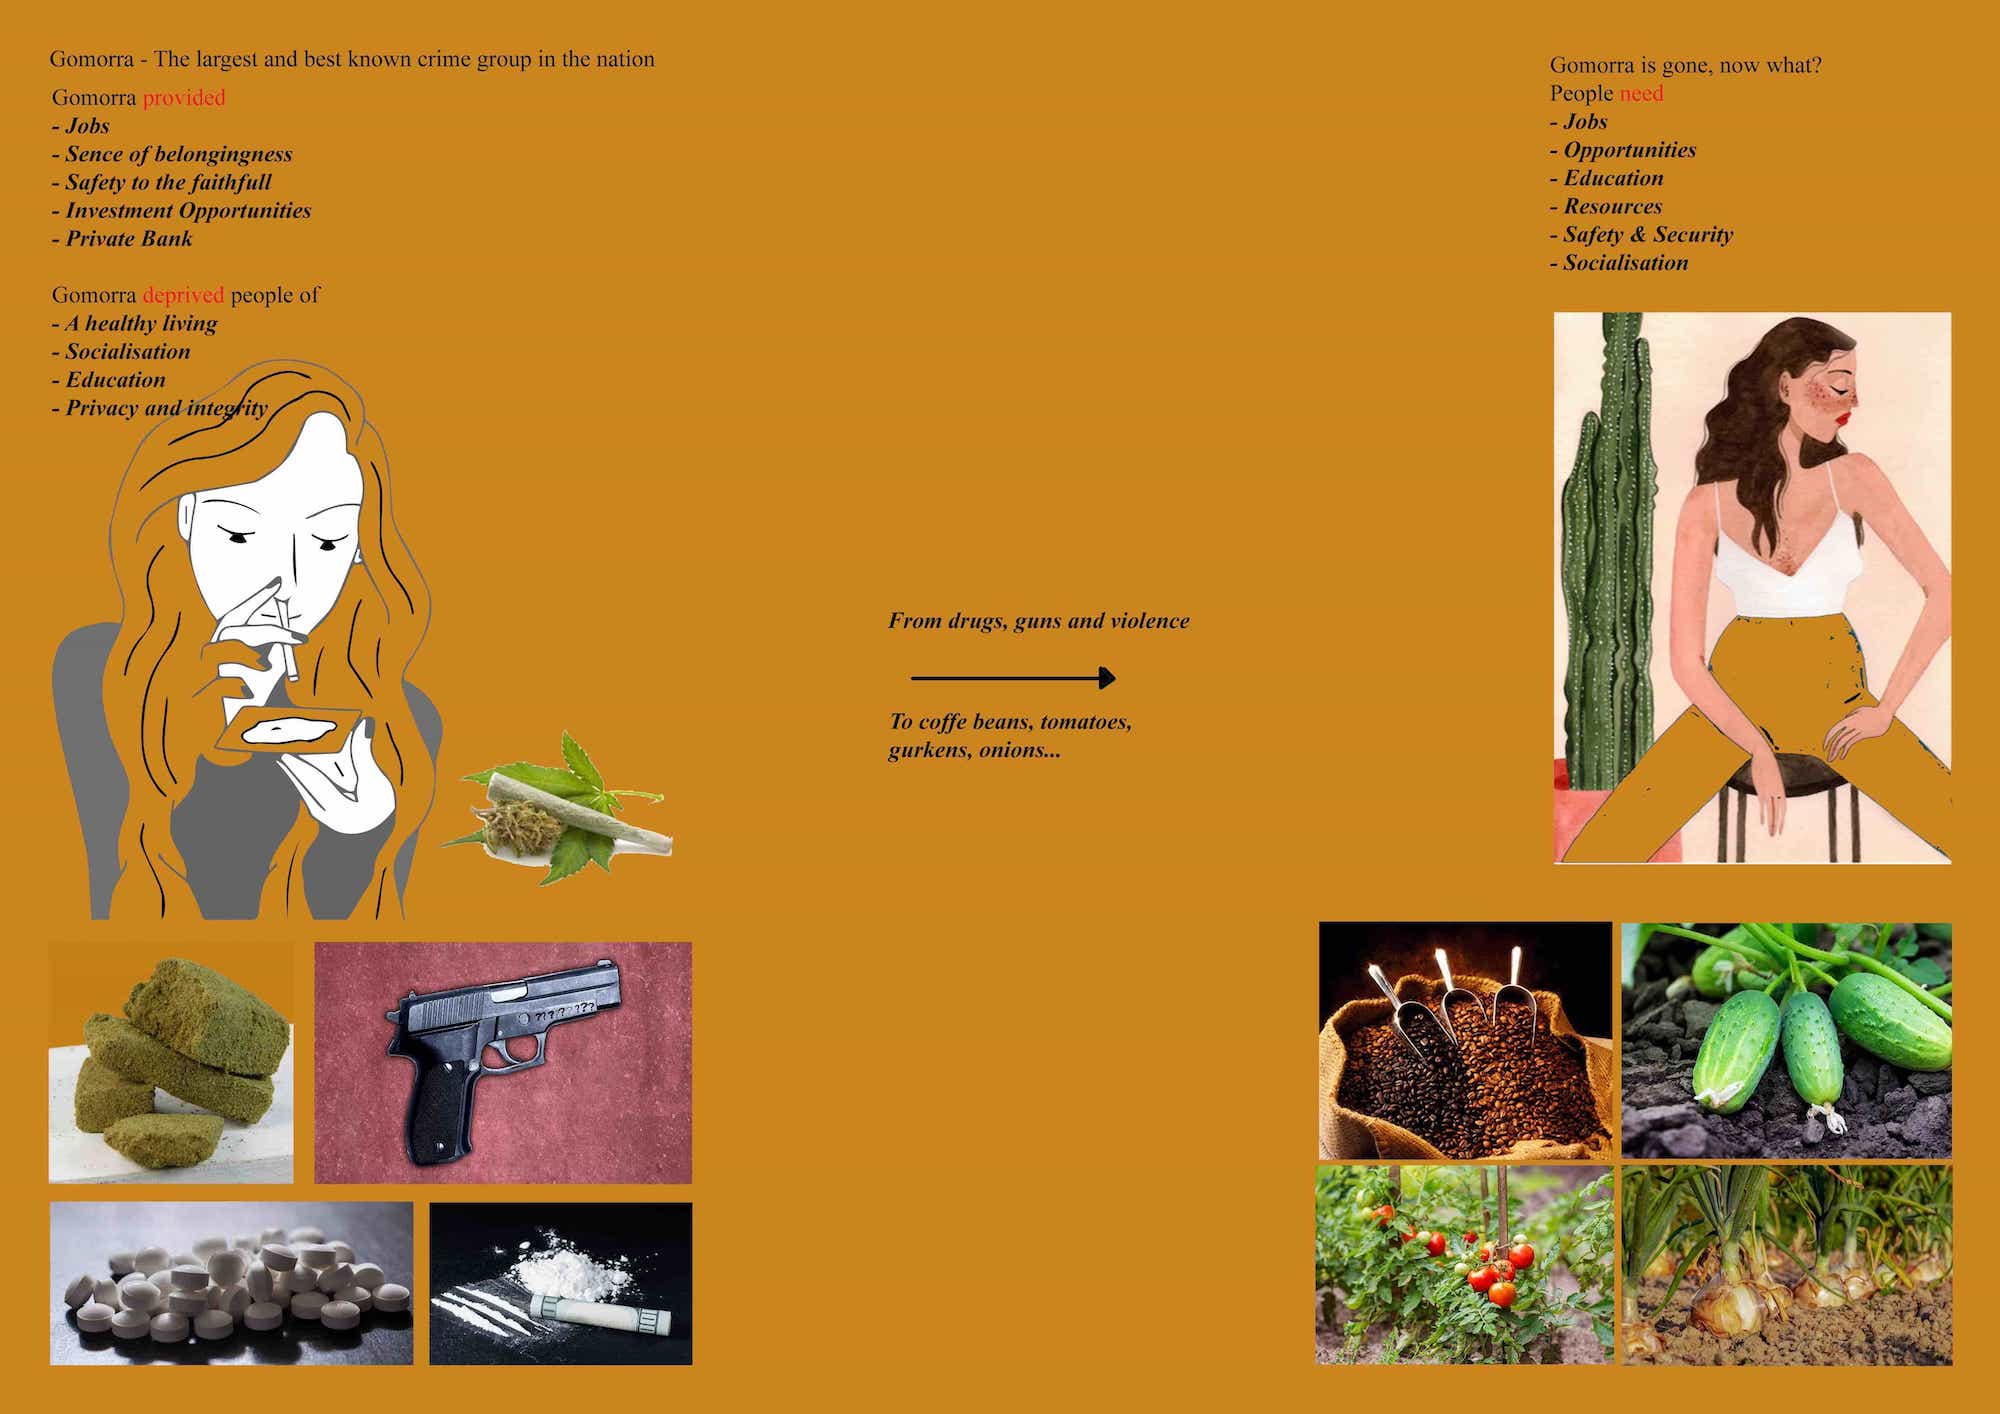 Gomorra - The largest and best known crime group in the nation
Gomorra provided
- Jobs
- Sence of belongingness
- Safety to the faithfull
- Investment Opportunities
- Private Bank
Gomorra deprived people of
- A healthy living
- Socialisation
- Education
- Privacy and integrity
From drugs, guns and violence
To coffe beans, tomatoes,
gurkens, onions...
Gomorra is gone, now what?
People need
- Jobs
- Opportunities
- Education
- Resources
- Safety & Security
- Socialisation